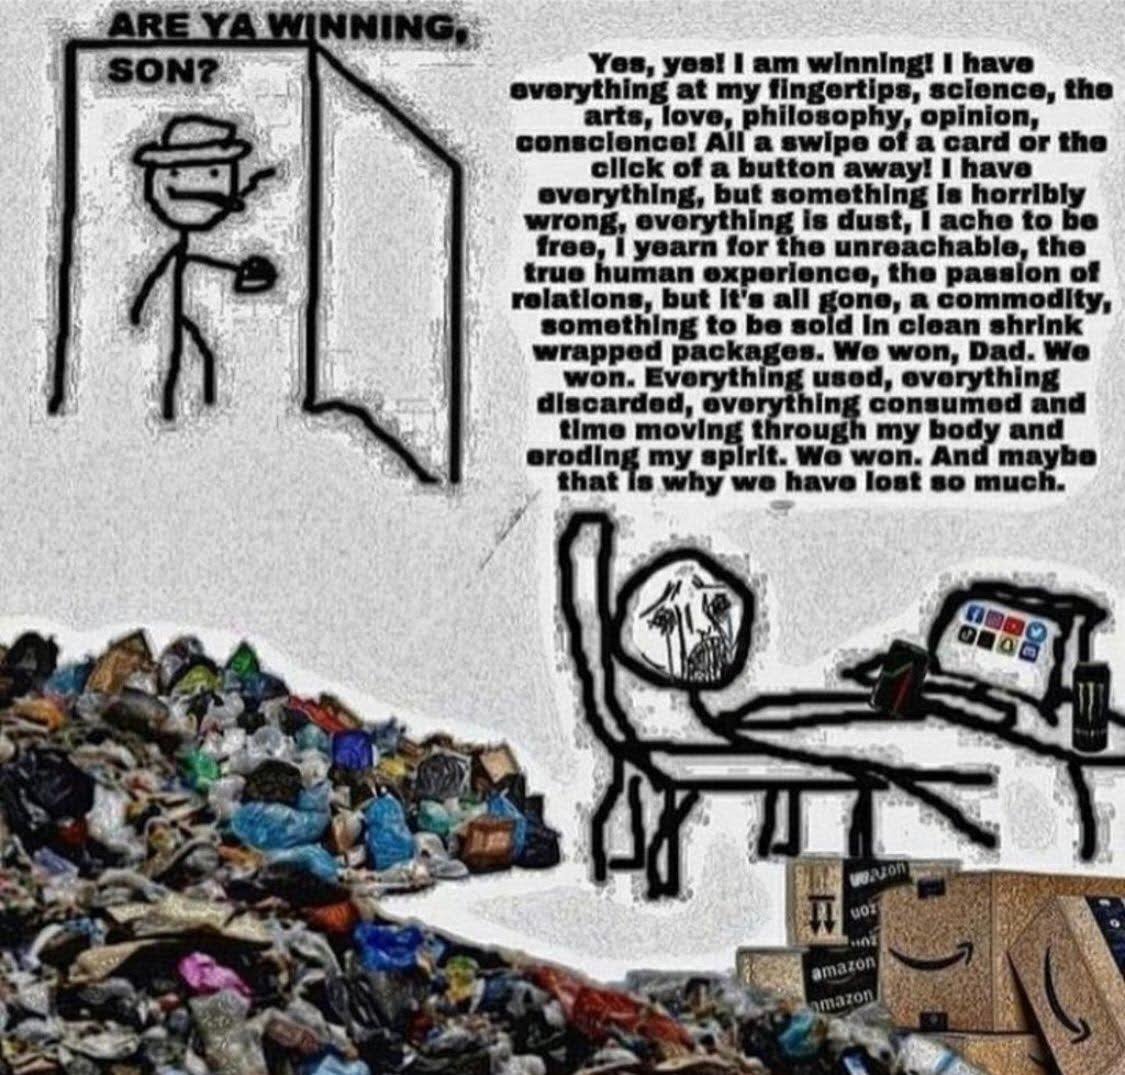 ARE YA WINNING,
SON?
Yes, yes! I am winning! I have
everything at my fingertips, science, the
arts, love, philosophy, opinion,
conscience! All a swipe of a card or the
click of a button away! I have
everything, but something is horribly
wrong, everything is dust, I ache to be
free, I yearn for the unreachable, the
true human experience, the passion of
relations, but it's all gone, a commodity,
something to be sold in clean shrink
wrapped packages. We won, Dad. We
won. Everything used, everything
discarded, everything consumed and
time moving through my body and
eroding my spirit. We won. And maybe
that is why we have lost so much.
amazon
amazon